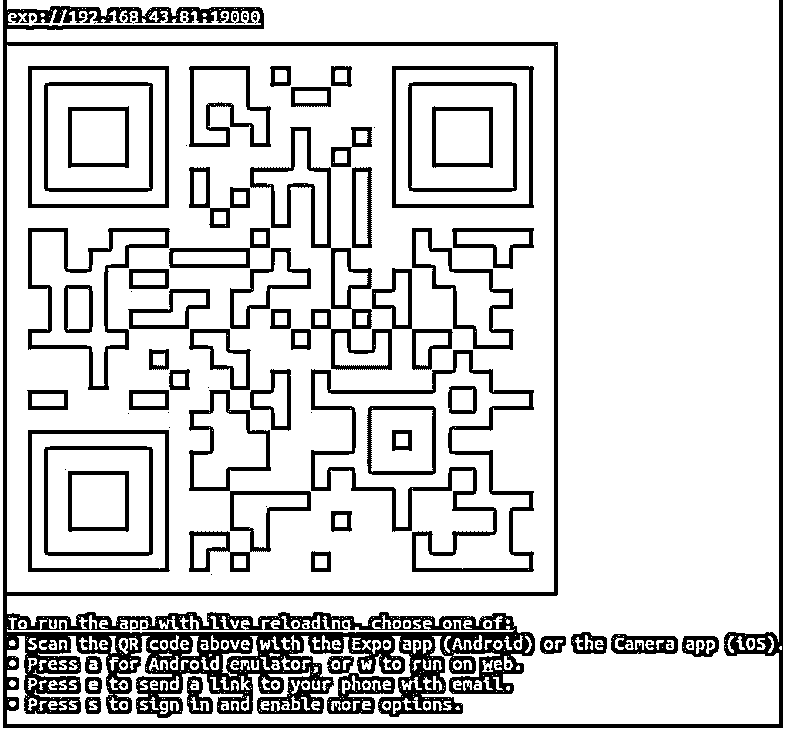 exp://192.168.43.81:19000
To run the app with live reloading, choose one of:
• Scan the QR code above with the Expo app (Android) or the Camera app (iOS).
• Press a for Android emulator, or w to run on web.
• Press e to send a link to your phone with email.
• Press s to sign in and enable more options.